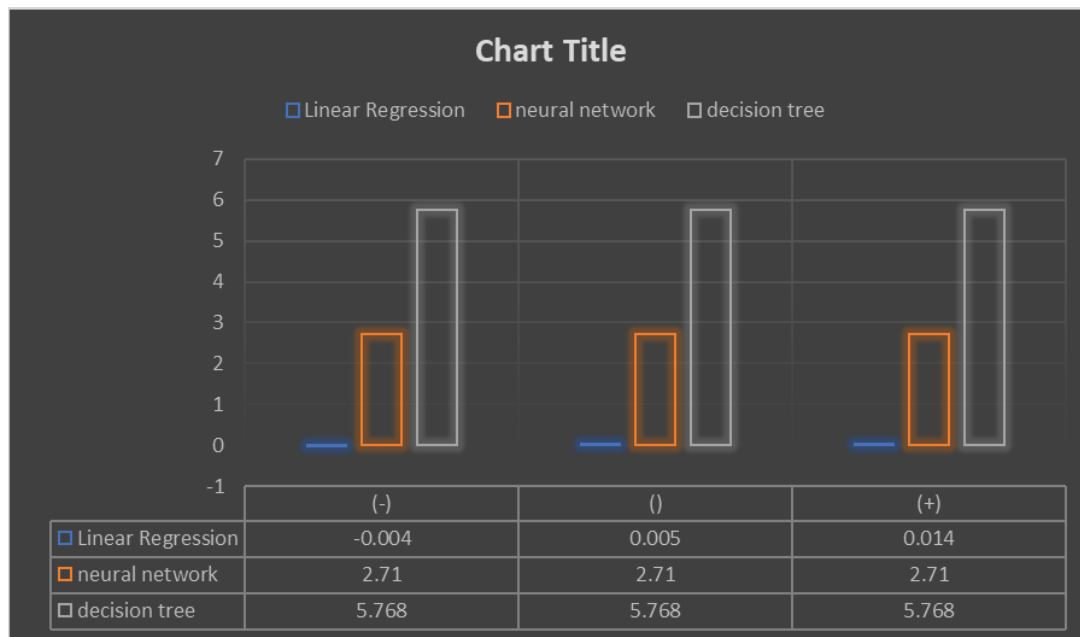 Chart Title
Linear Regression neural network decision tree
7
6
5
4
3
2
1
0
-1
(-) () (+)
Linear Regression -0.004 0.005 0.014
neural network 2.71 2.71 2.71
decision tree 5.768 5.768 5.768